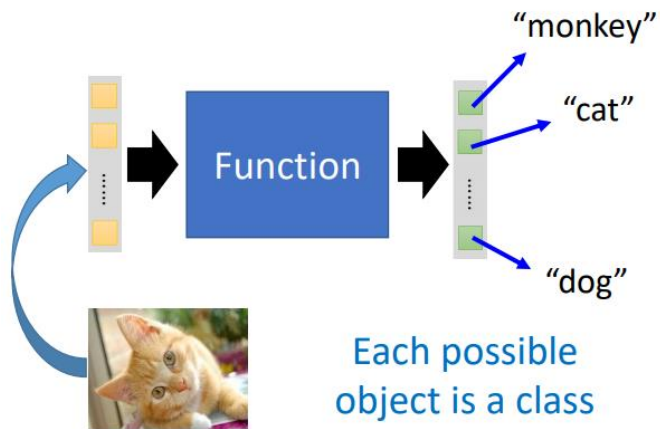 “monkey”
“cat”
Function
......
......
“dog”
Each possible
object is a class